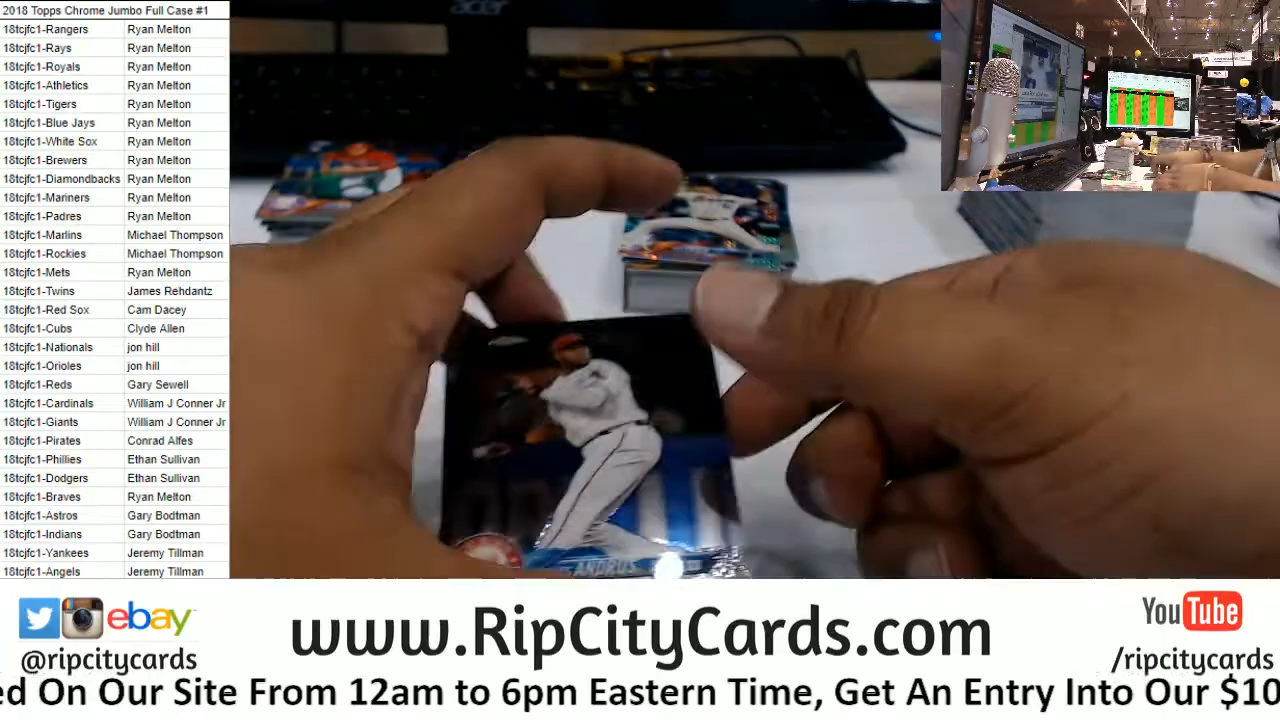 2018 Topps Chrome Jumbo Full Case #1
18tcjfc1-Rangers Ryan Melton
18tcjfc1-Rays Ryan Melton
18tcjfc1-Royals Ryan Melton
18tcjfc1-Athletics Ryan Melton
18tcjfc1-Tigers Ryan Melton
18tcjfc1-Blue Jays Ryan Melton
18tcjfc1-White Sox Ryan Melton
18tcjfc1-Brewers Ryan Melton
18tcjfc1-Diamondbacks Ryan Melton
18tcjfc1-Mariners Ryan Melton
18tcjfc1-Padres Ryan Melton
18tcjfc1-Marlins Michael Thompson
18tcjfc1-Rockies Michael Thompson
18tcjfc1-Mets Ryan Melton
18tcjfc1-Twins James Rehdantz
18tcjfc1-Red Sox Cam Dacey
18tcjfc1-Cubs Clyde Allen
18tcjfc1-Nationals jon hill
18tcjfc1-Orioles jon hill
18tcjfc1-Reds Gary Sewell
18tcjfc1-Cardinals William J Conner Jr
18tcjfc1-Giants William J Conner Jr
18tcjfc1-Pirates Conrad Alfes
18tcjfc1-Phillies Ethan Sullivan
18tcjfc1-Dodgers Ethan Sullivan
18tcjfc1-Braves Ryan Melton
18tcjfc1-Astros Gary Bodtman
18tcjfc1-Indians Gary Bodtman
18tcjfc1-Yankees Jeremy Tillman
18tcjfc1-Angels Jeremy Tillman
acer
ANDRUS
ebay
@ripcitycards
www.RipCityCards.com
YouTube
/ripcitycards
ed On Our Site From 12am to 6pm Eastern Time, Get An Entry Into Our $10